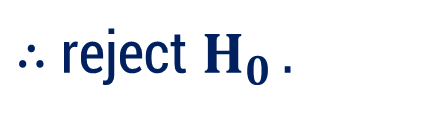 ∴ reject H₀ .